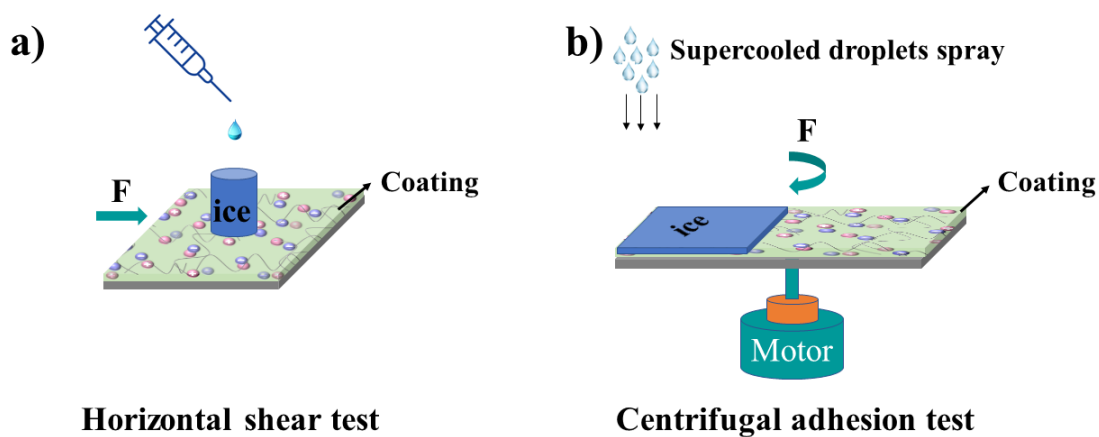 a)
F
ice
Coating
Horizontal shear test
b)
Supercooled droplets spray
F
Coating
ice
Motor
Centrifugal adhesion test